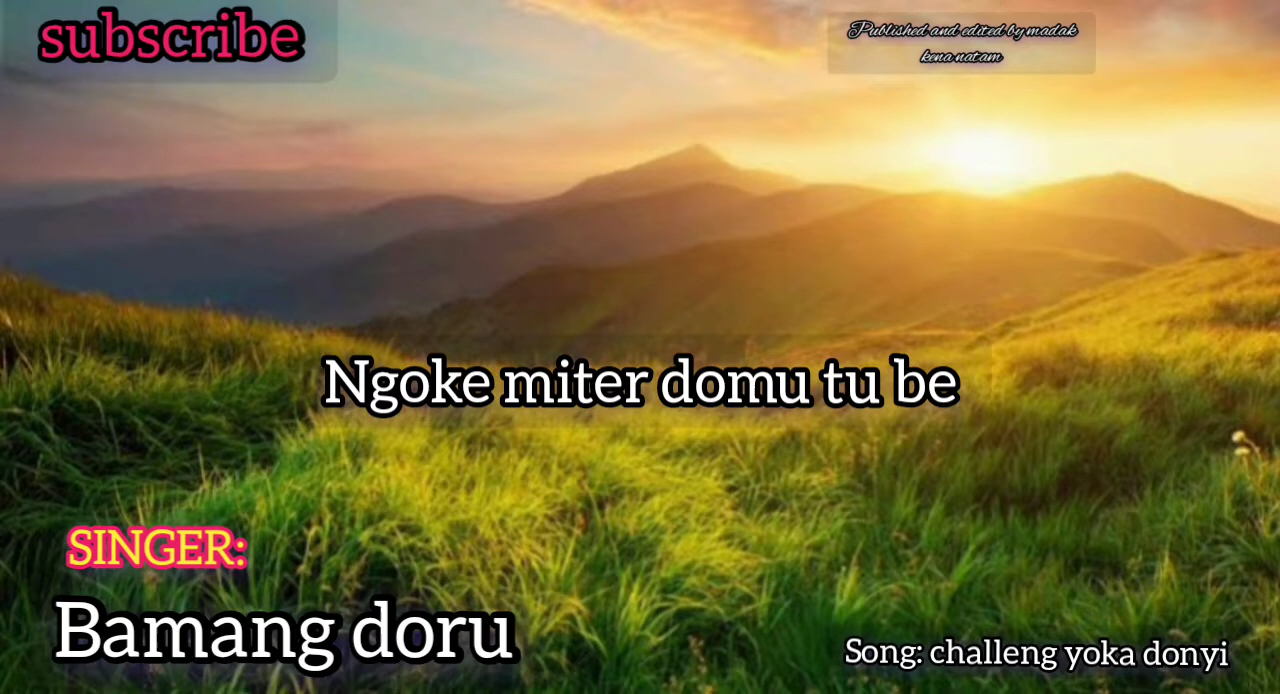 subscribe
Published and edited by madak
kena natam
Ngoke miter domu tu be
SINGER:
Bamang doru
Song: challeng yoka donyi